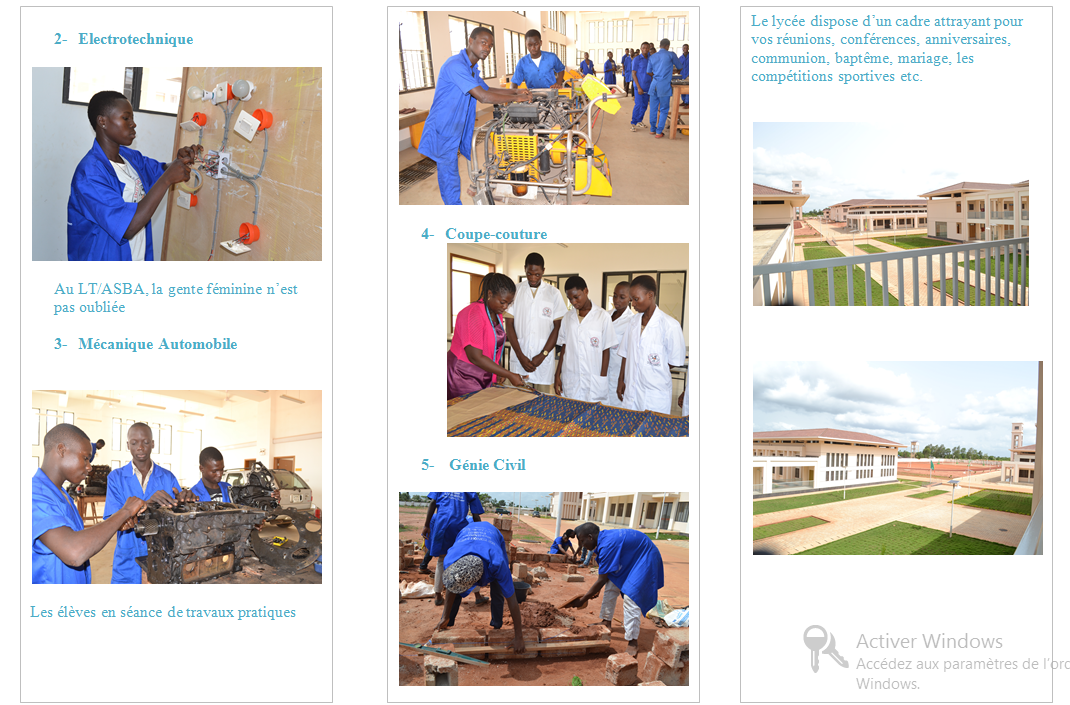 2- Electrotechnique
Au LT/ASBA, la gente féminine n’est
pas oubliée
3- Mécanique Automobile
Les élèves en séance de travaux pratiques
4- Coupe-couture
5- Génie Civil
Le lycée dispose d’un cadre attrayant pour
vos réunions, conférences, anniversaires,
communion, baptême, mariage, les
compétitions sportives etc.
Activer Windows
Accédez aux paramètres de l’ord
Windows.